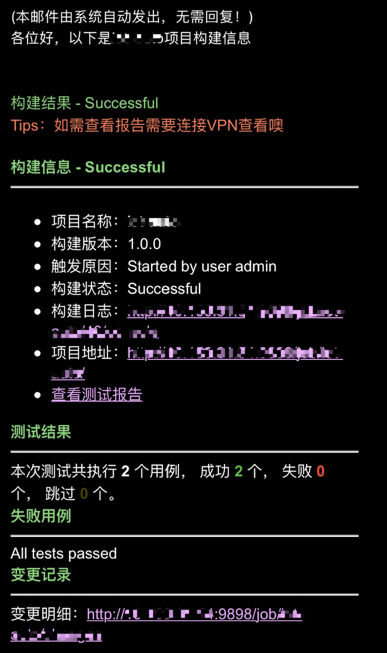 (本邮件由系统自动发出，无需回复！)
各位好，以下是项目构建信息
构建结果 - Successful
Tips：如需查看报告需要连接VPN查看噢
构建信息 - Successful
项目名称：
构建版本：1.0.0
触发原因：Started by user admin
构建状态：Successful
构建日志：
项目地址：
查看测试报告
测试结果
本次测试共执行 2 个用例， 成功 2 个， 失败 0
个， 跳过 0 个。
失败用例
All tests passed
变更记录
变更明细：http://:9898/job/